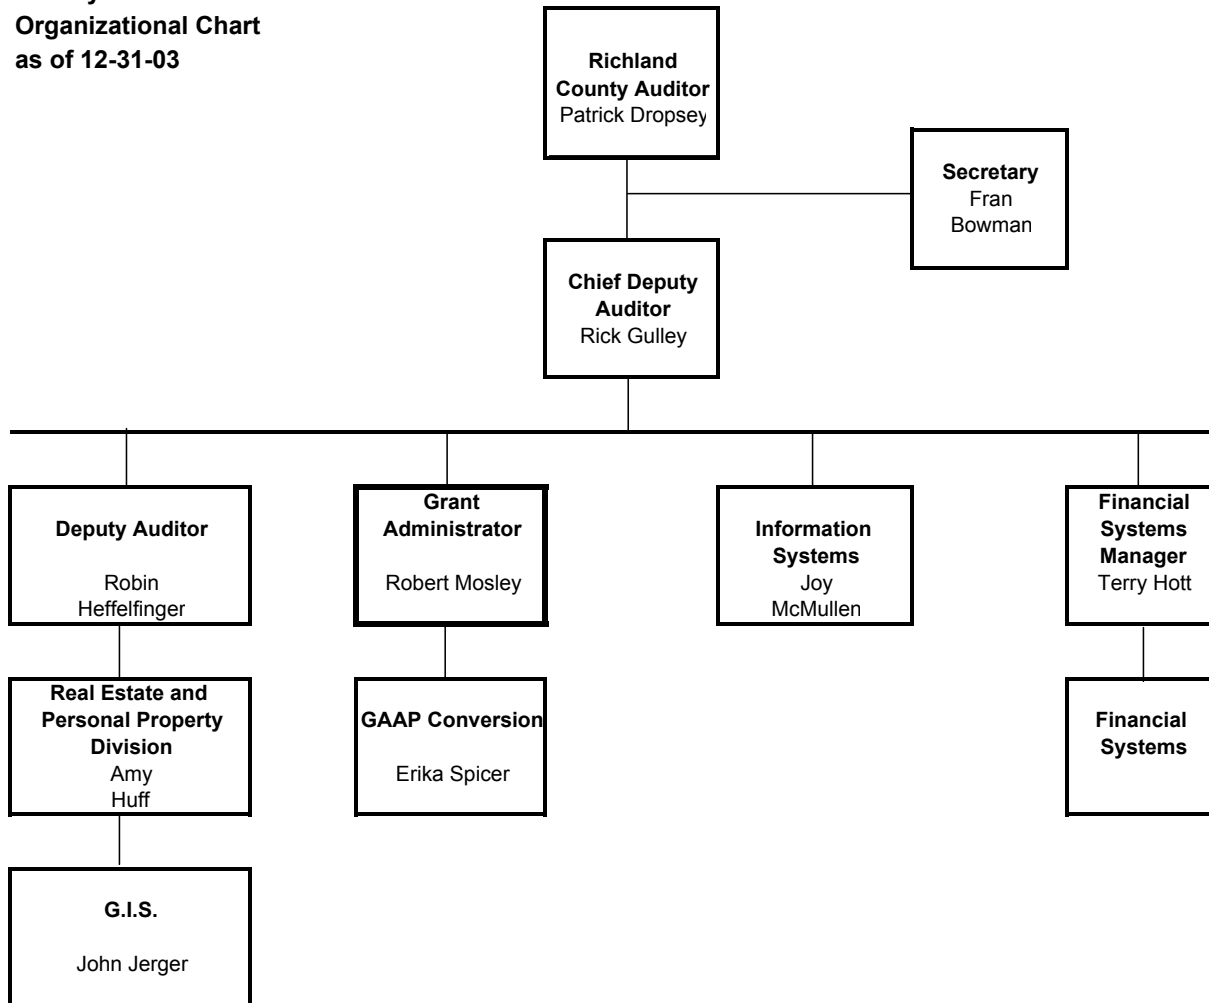 Organizational Chart
as of 12-31-03
Richland
County Auditor
Patrick Dropsey
Secretary
Fran
Bowman
Chief Deputy
Auditor
Rick Gulley
Deputy Auditor
Robin
Heffelfinger
Grant
Administrator
Robert Mosley
Information
Systems
Joy
McMullen
Financial
Systems
Manager
Terry Hott
Real Estate and
Personal Property
Division
Amy
Huff
GAAP Conversion
Erika Spicer
Financial
Systems
G.I.S.
John Jerger